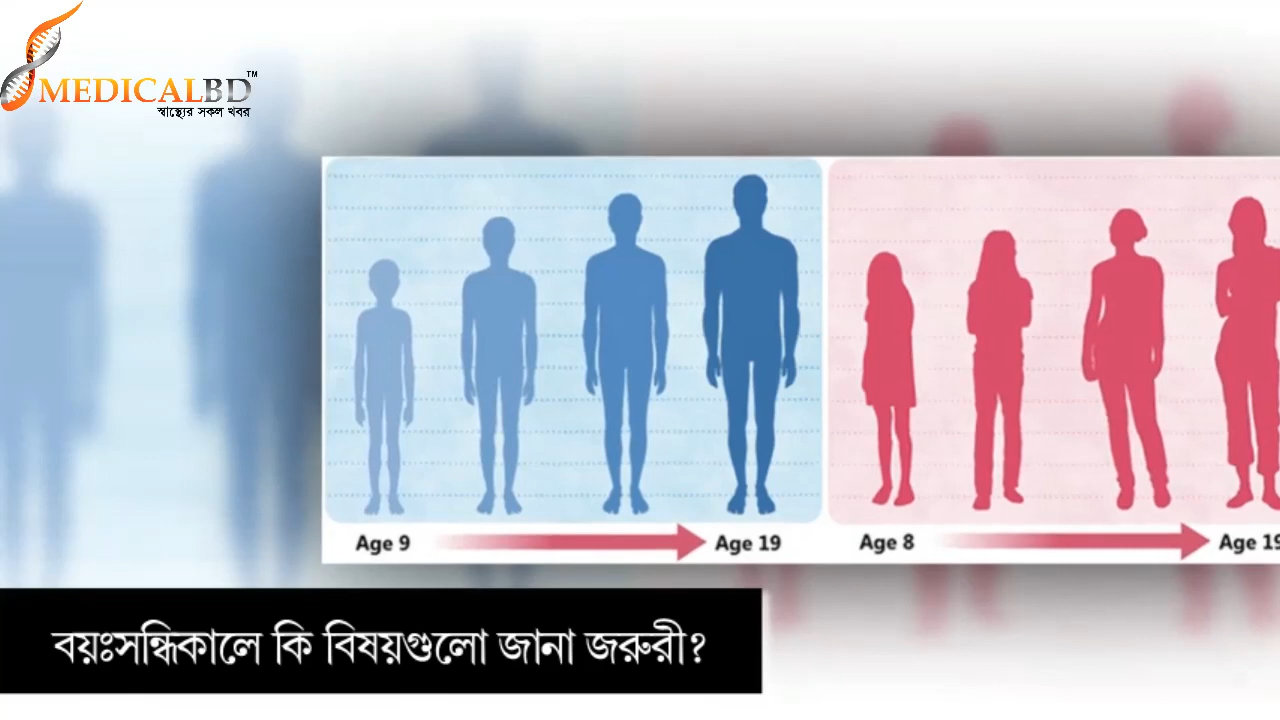 MEDICALBD™
স্বাস্থ্যের সকল খবর
Age 9
Age 19
Age 8
Age 19
বয়ঃসন্ধিকালে কি বিষয়গুলো জানা জরুরী?